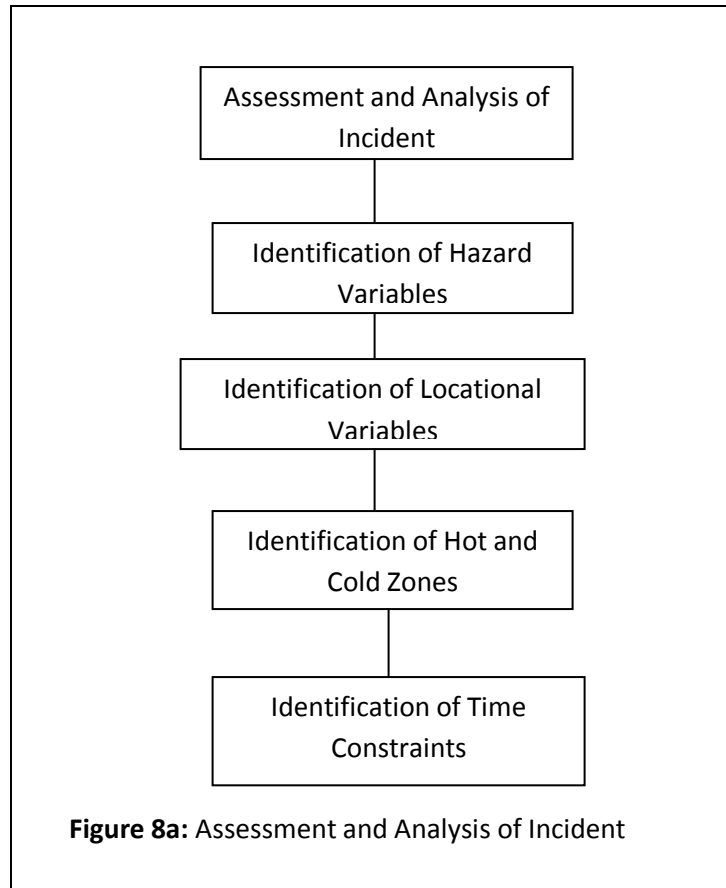 Assessment and Analysis of
Incident
Identification of Hazard
Variables
Identification of Locational
Variables
Identification of Hot and
Cold Zones
Identification of Time
Constraints
Figure 8a: Assessment and Analysis of Incident